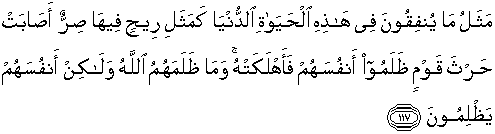 مَثَلُ مَا يُنفِقُونَ فِى هَـٰذِهِ ٱلْحَيَوٰةِ ٱلدُّنْيَا كَمَثَلِ رِيحٍ فِيهَا صِرٌّ أَصَابَتْ
حَرْثَ قَوْمٍ ظَلَمُوٓا۟ أَنفُسَهُمْ فَأَهْلَكَتْهُ ۚ وَمَا ظَلَمَهُمُ ٱللَّهُ وَلَـٰكِنْ أَنفُسَهُمْ
يَظْلِمُونَ ۝١١٧